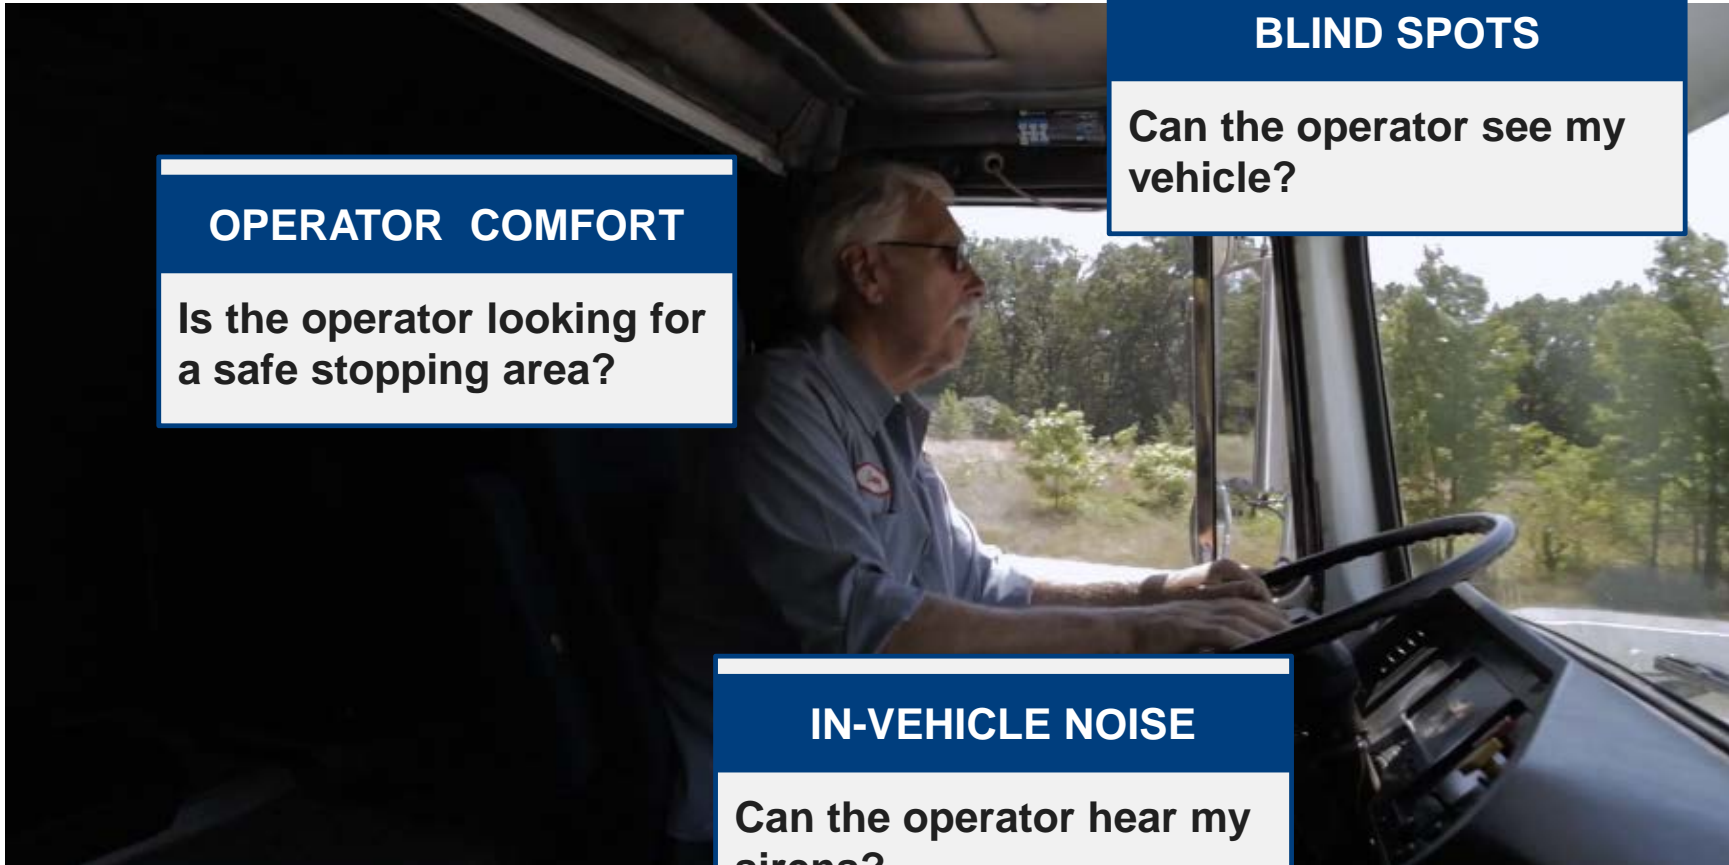 BLIND SPOTS
Can the operator see my
vehicle?
OPERATOR COMFORT
Is the operator looking for
a safe stopping area?
IN-VEHICLE NOISE
Can the operator hear my
sirens?